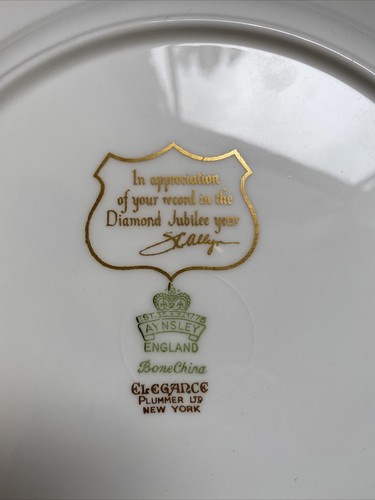 In appreciation
of your record in the
Diamond Jubilee year
SCAllyn
EST. 1775
AYNSLEY
ENGLAND
Bone China
ELEGANCE
PLUMMER LTD
NEW YORK